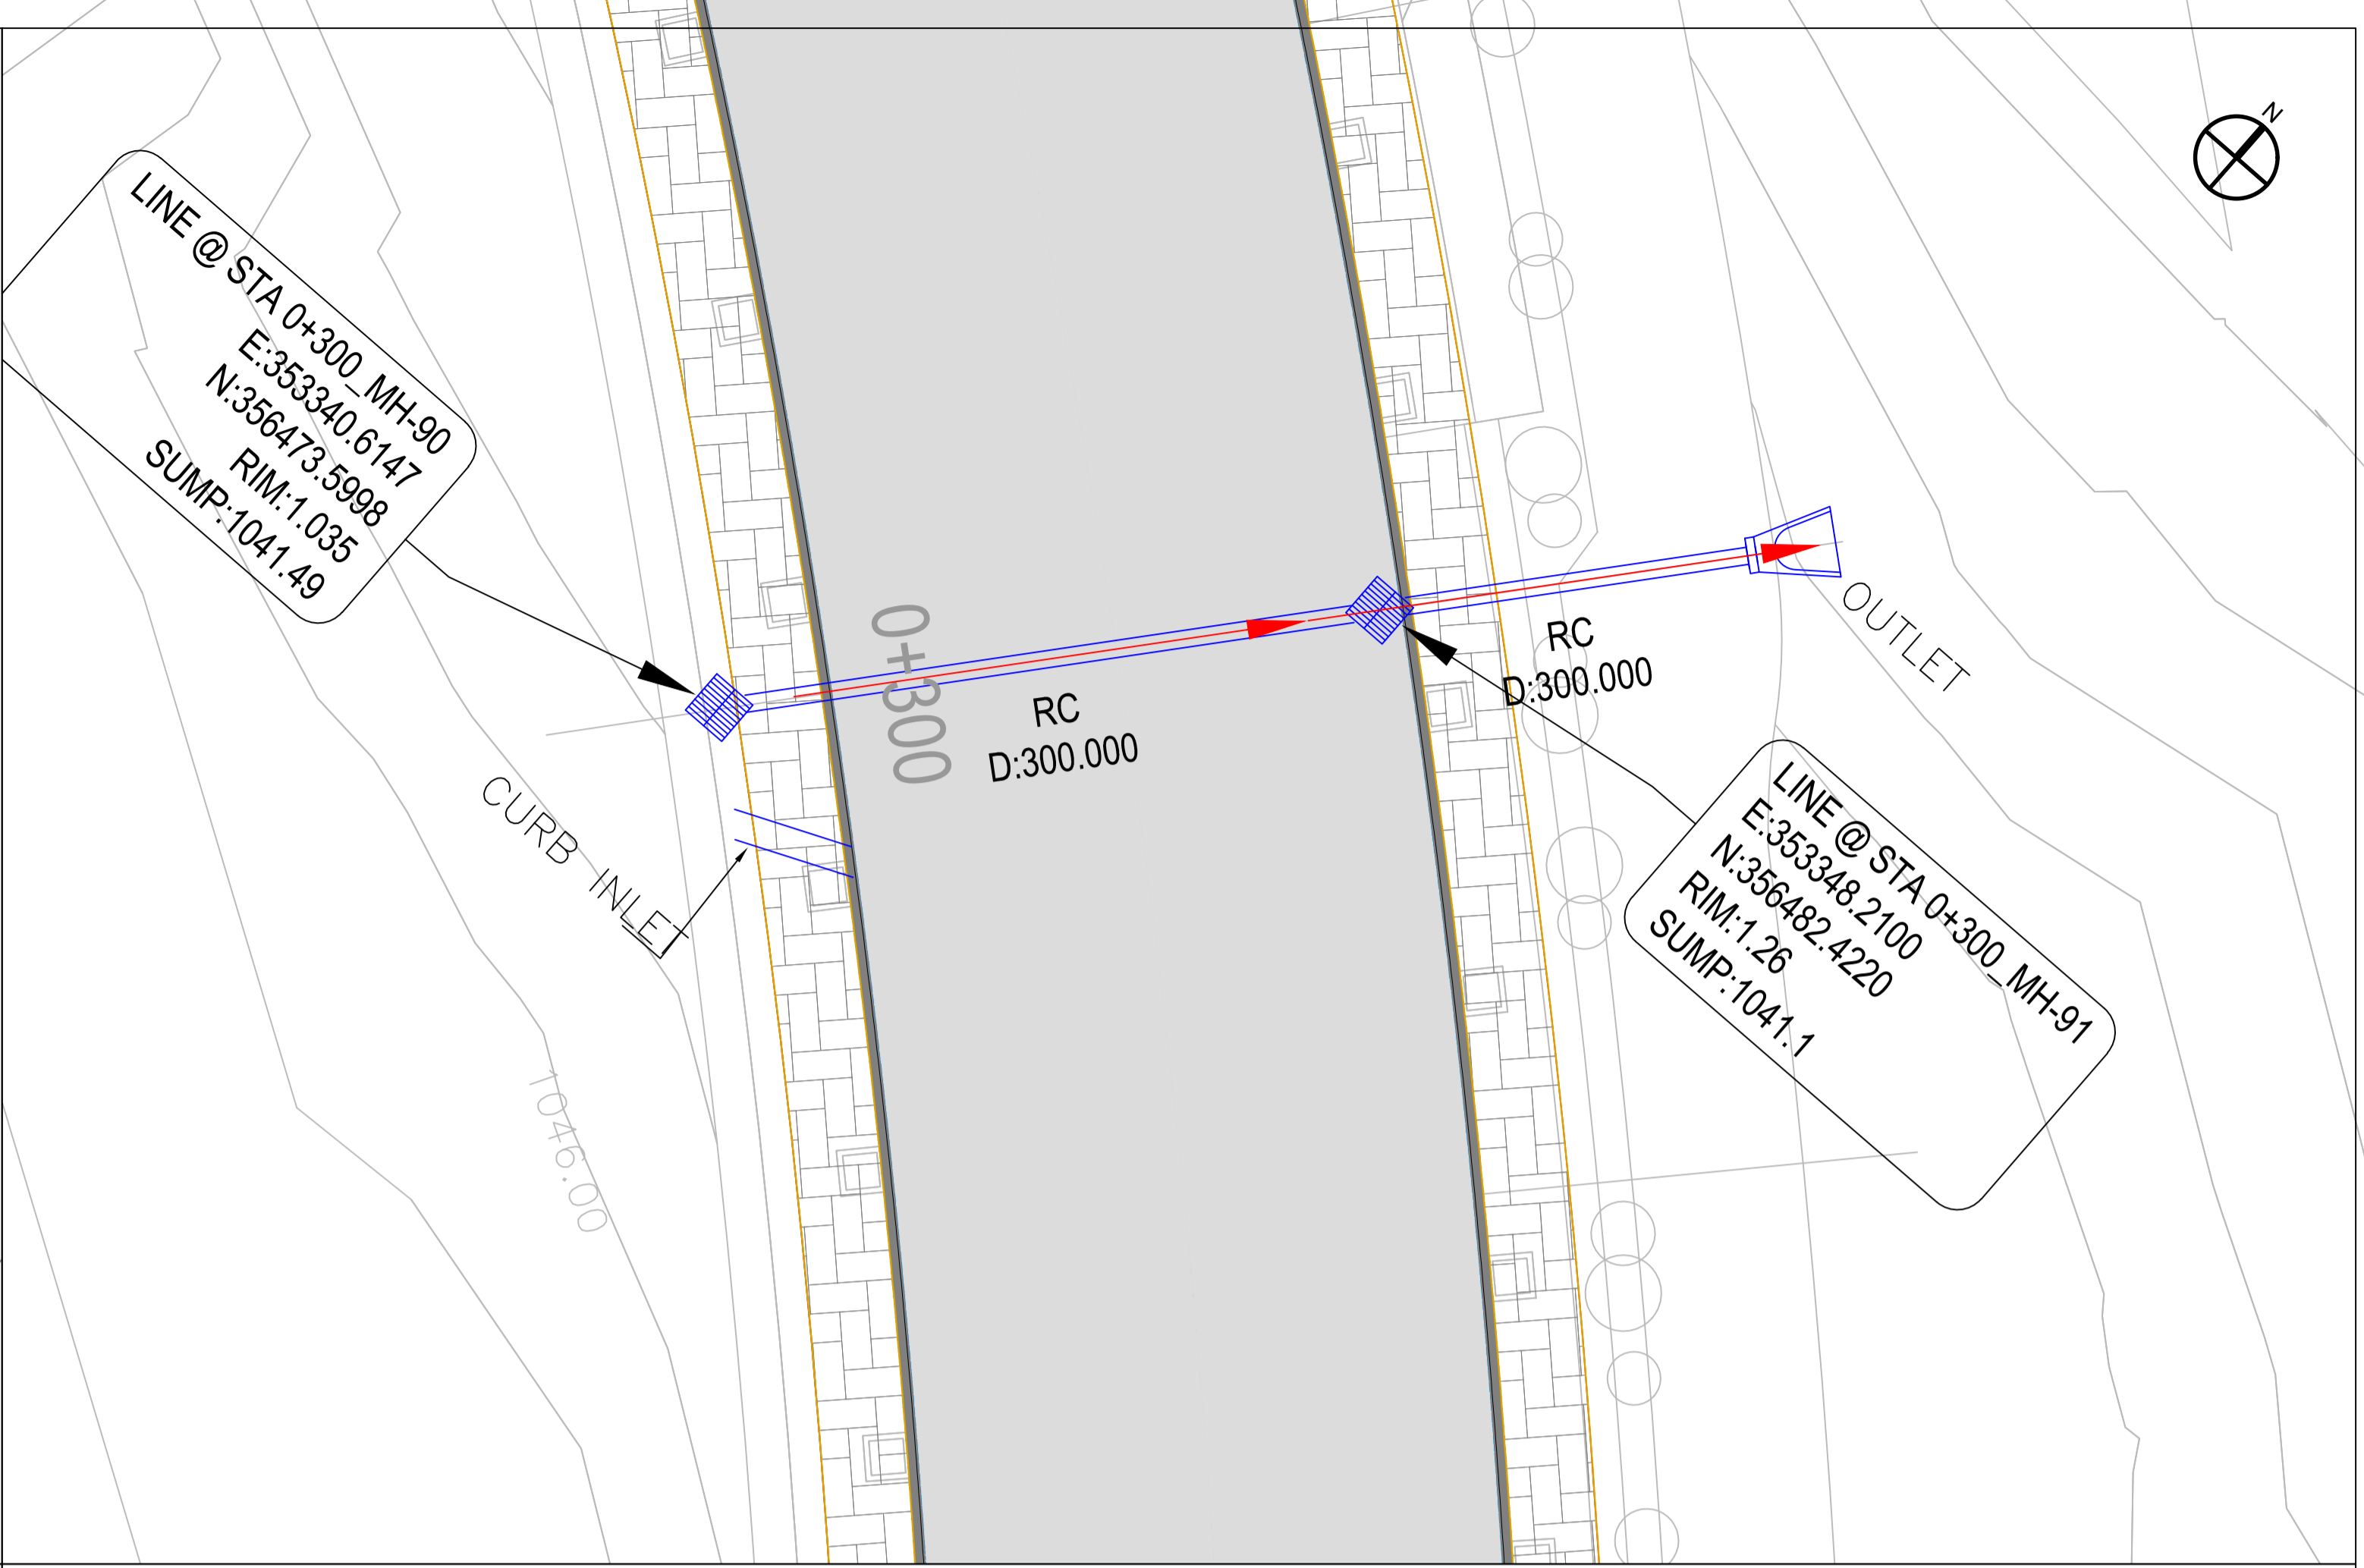 N
LINE @ STA 0+300_MH-90
E:353340.6147
N:356473.5998
RIM:1.035
SUMP:1041.49
0+300
RC
D:300.000
RC
D:300.000
OUTLET
CURB INLET
LINE @ STA 0+300_MH-91
E:353348.2100
N:356482.4220
RIM:1.26
SUMP:1041.1
1046.00